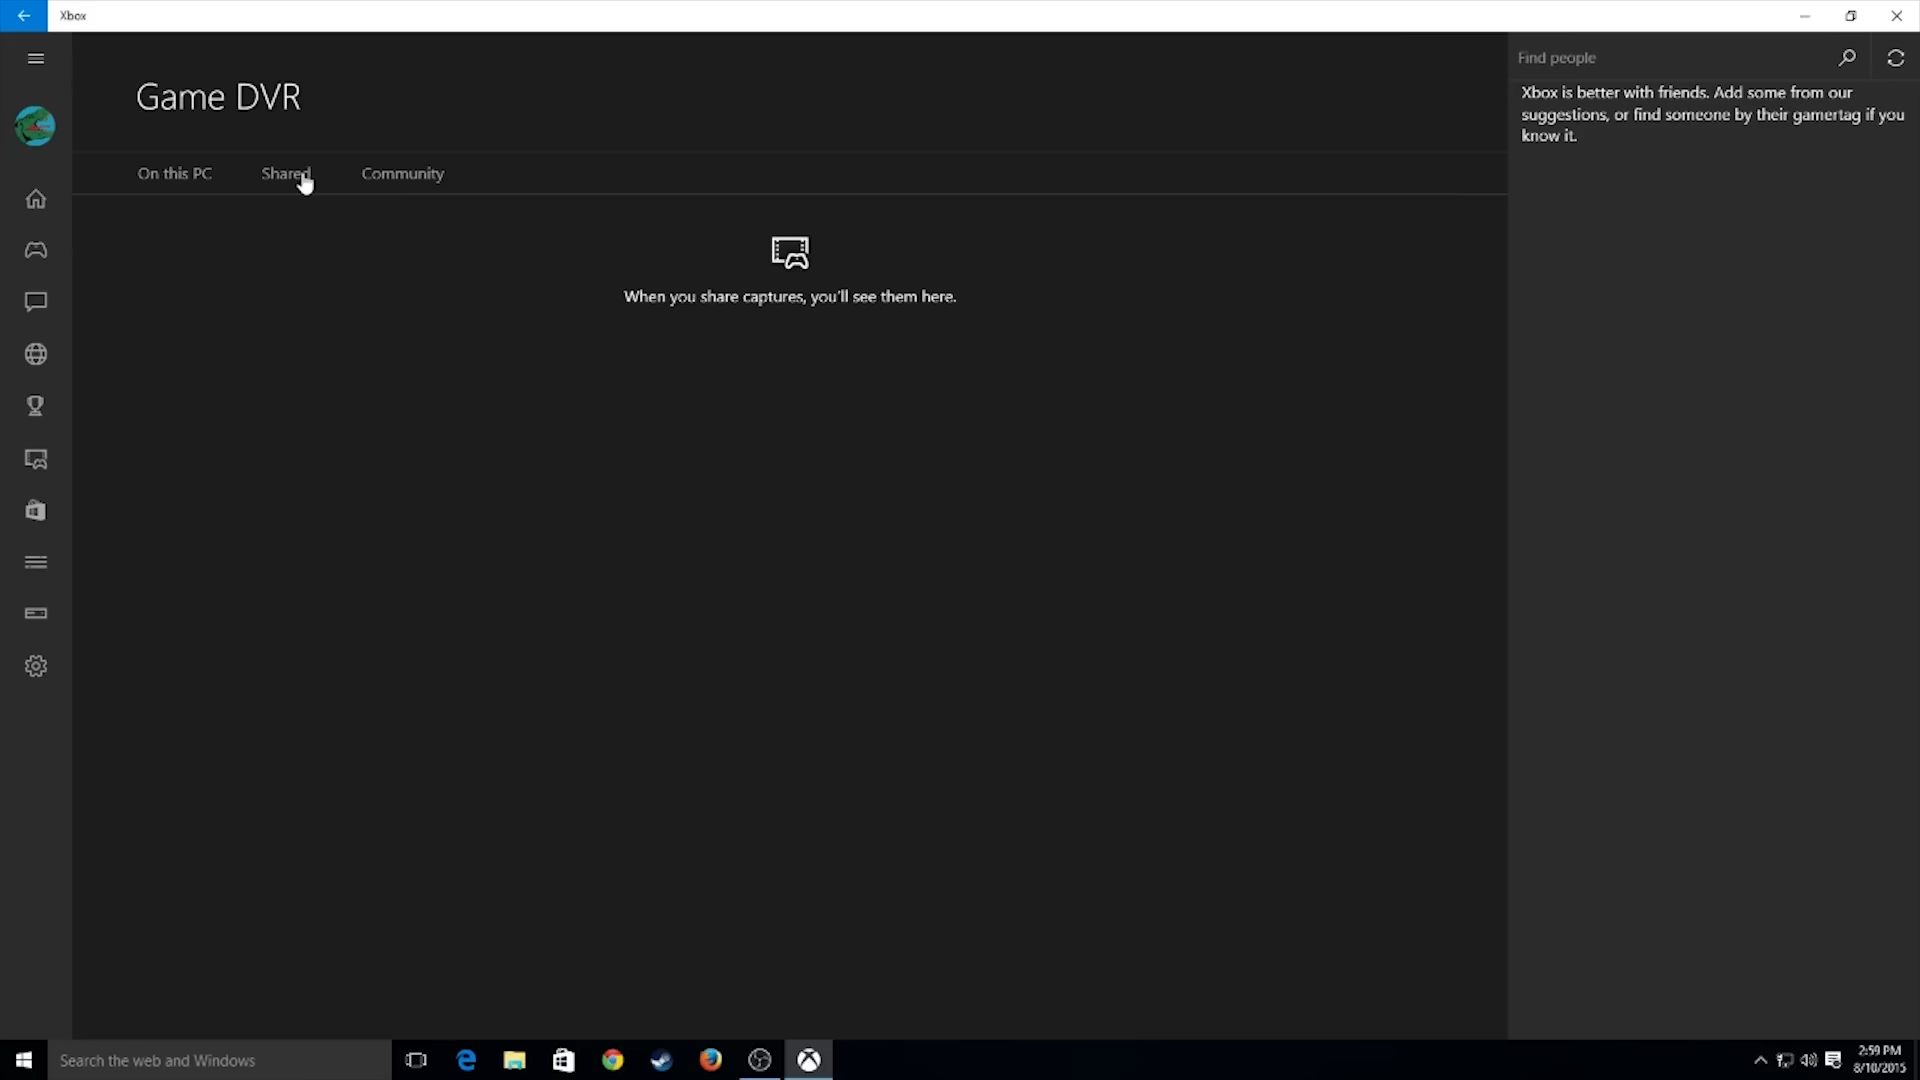 Xbox
Game DVR
On this PC
Shared
Community
When you share captures, you'll see them here.
Find people
Xbox is better with friends. Add some from our
suggestions, or find someone by their gamertag if you
know it.
Search the web and Windows
2:59 PM
8/10/2015